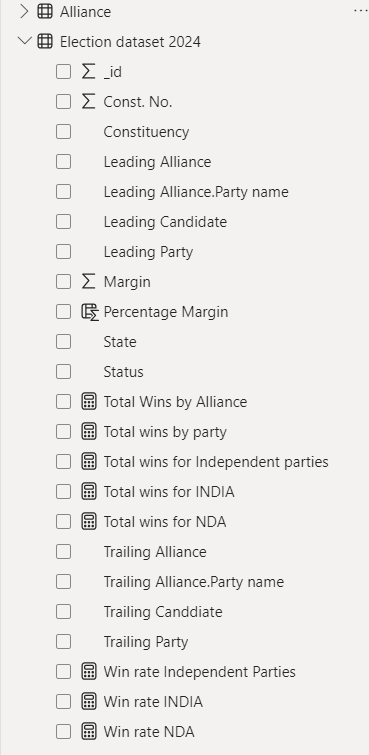 Alliance
Election dataset 2024
_id
Const. No.
Constituency
Leading Alliance
Leading Alliance.Party name
Leading Candidate
Leading Party
Margin
Percentage Margin
State
Status
Total Wins by Alliance
Total wins by party
Total wins for Independent parties
Total wins for INDIA
Total wins for NDA
Trailing Alliance
Trailing Alliance.Party name
Trailing Canddiate
Trailing Party
Win rate Independent Parties
Win rate INDIA
Win rate NDA